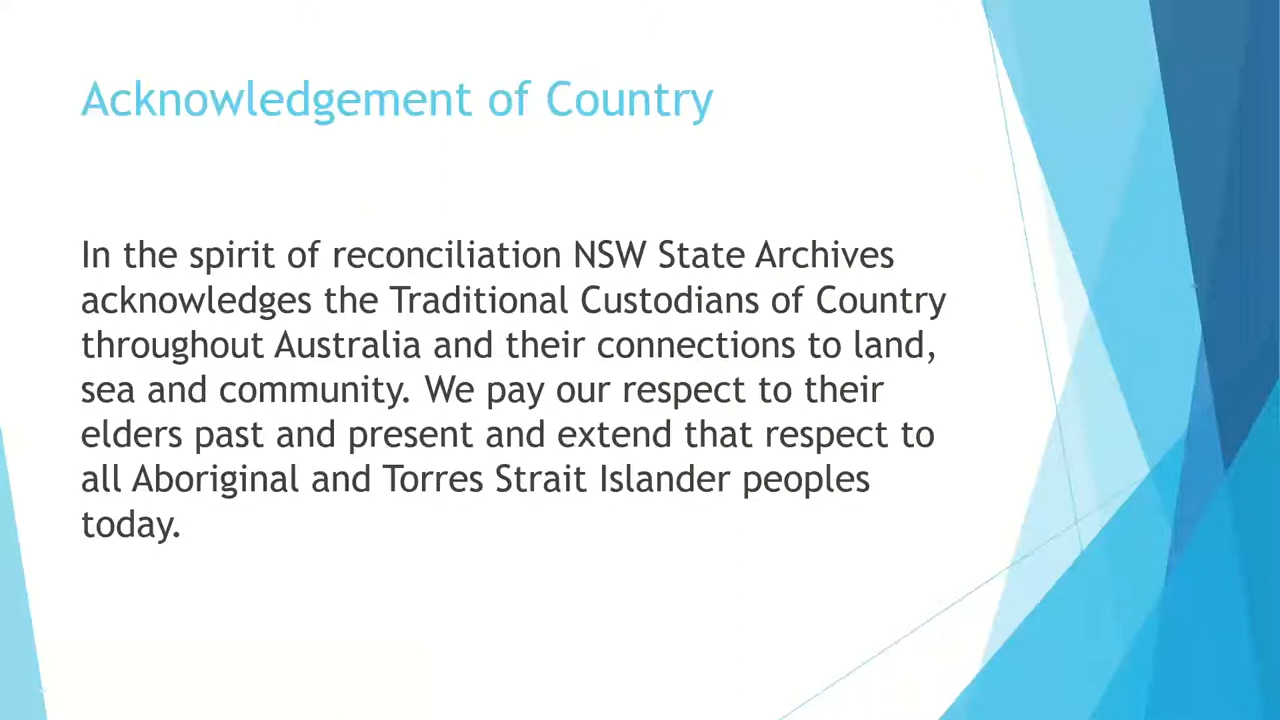 Acknowledgement of Country
In the spirit of reconciliation NSW State Archives
acknowledges the Traditional Custodians of Country
throughout Australia and their connections to land,
sea and community. We pay our respect to their
elders past and present and extend that respect to
all Aboriginal and Torres Strait Islander peoples
today.